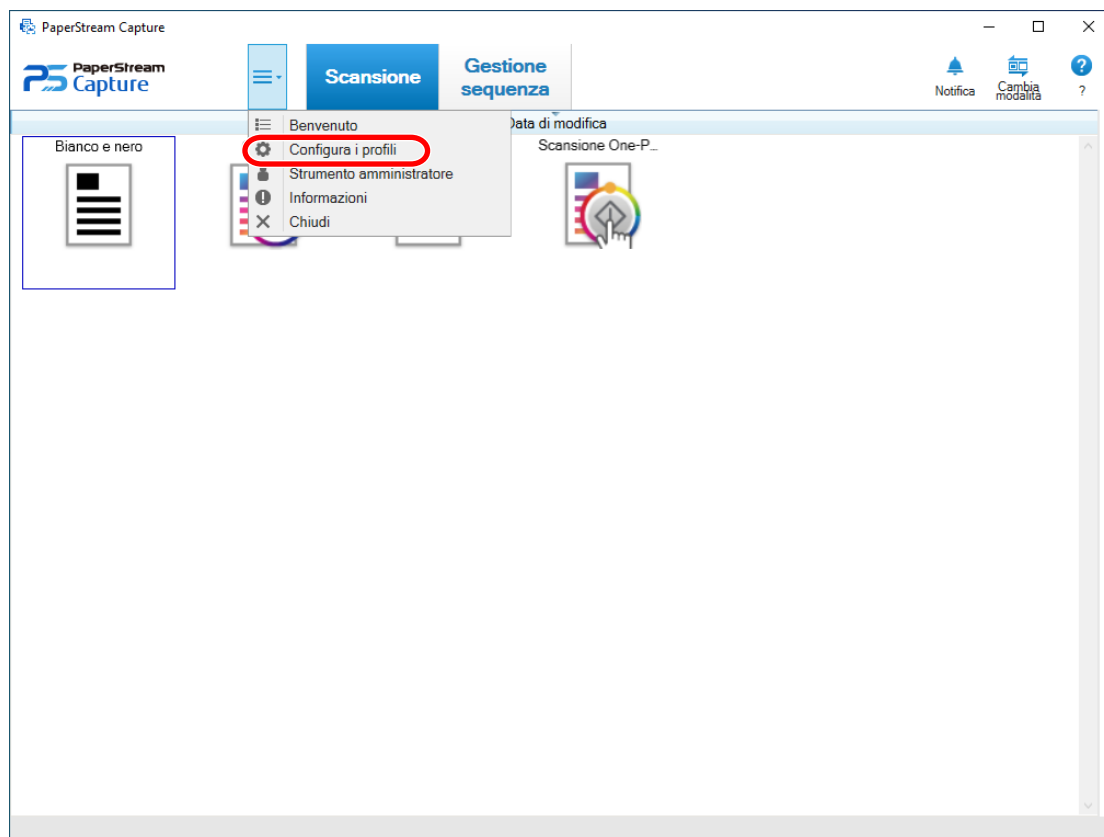 PaperStream Capture
PaperStream
Capture
Scansione
Gestione
sequenza
Notifica
Cambia
modalità
?
Data di modifica
Benvenuto
Configura i profili
Strumento amministratore
Informazioni
Chiudi
Bianco e nero
Scansione One-P...